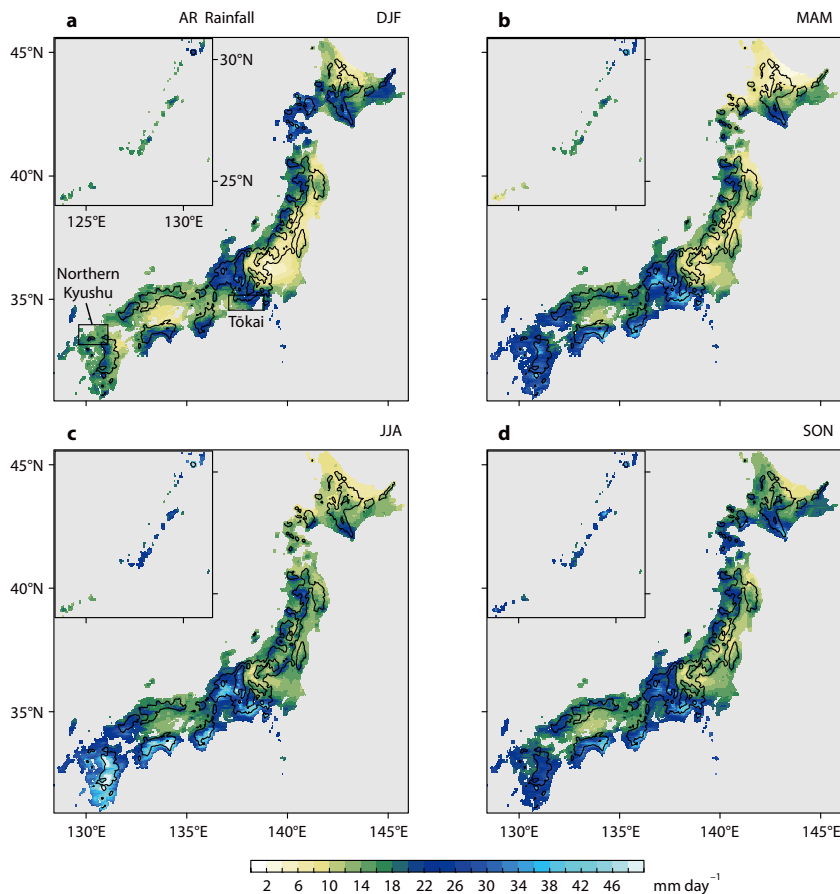 a AR Rainfall DJF
b MAM
30°N
25°N
125°E 130°E
45°N
40°N
35°N
Northern
Kyushu
Tōkai
c JJA
d SON
45°N
40°N
35°N
130°E 135°E 140°E 145°E
130°E 135°E 140°E 145°E
2 6 10 14 18 22 26 30 34 38 42 46 mm day⁻¹